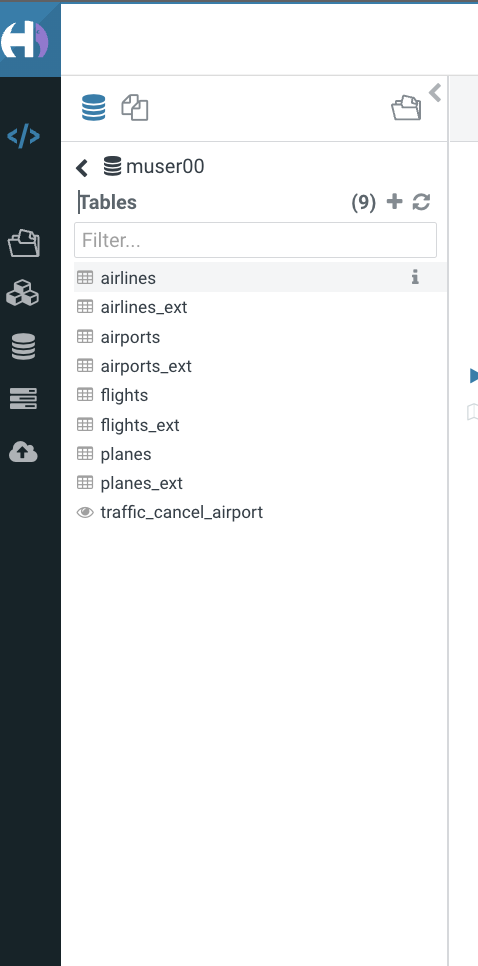 muser00
Tables (9)
Filter...
airlines
airlines_ext
airports
airports_ext
flights
flights_ext
planes
planes_ext
traffic_cancel_airport